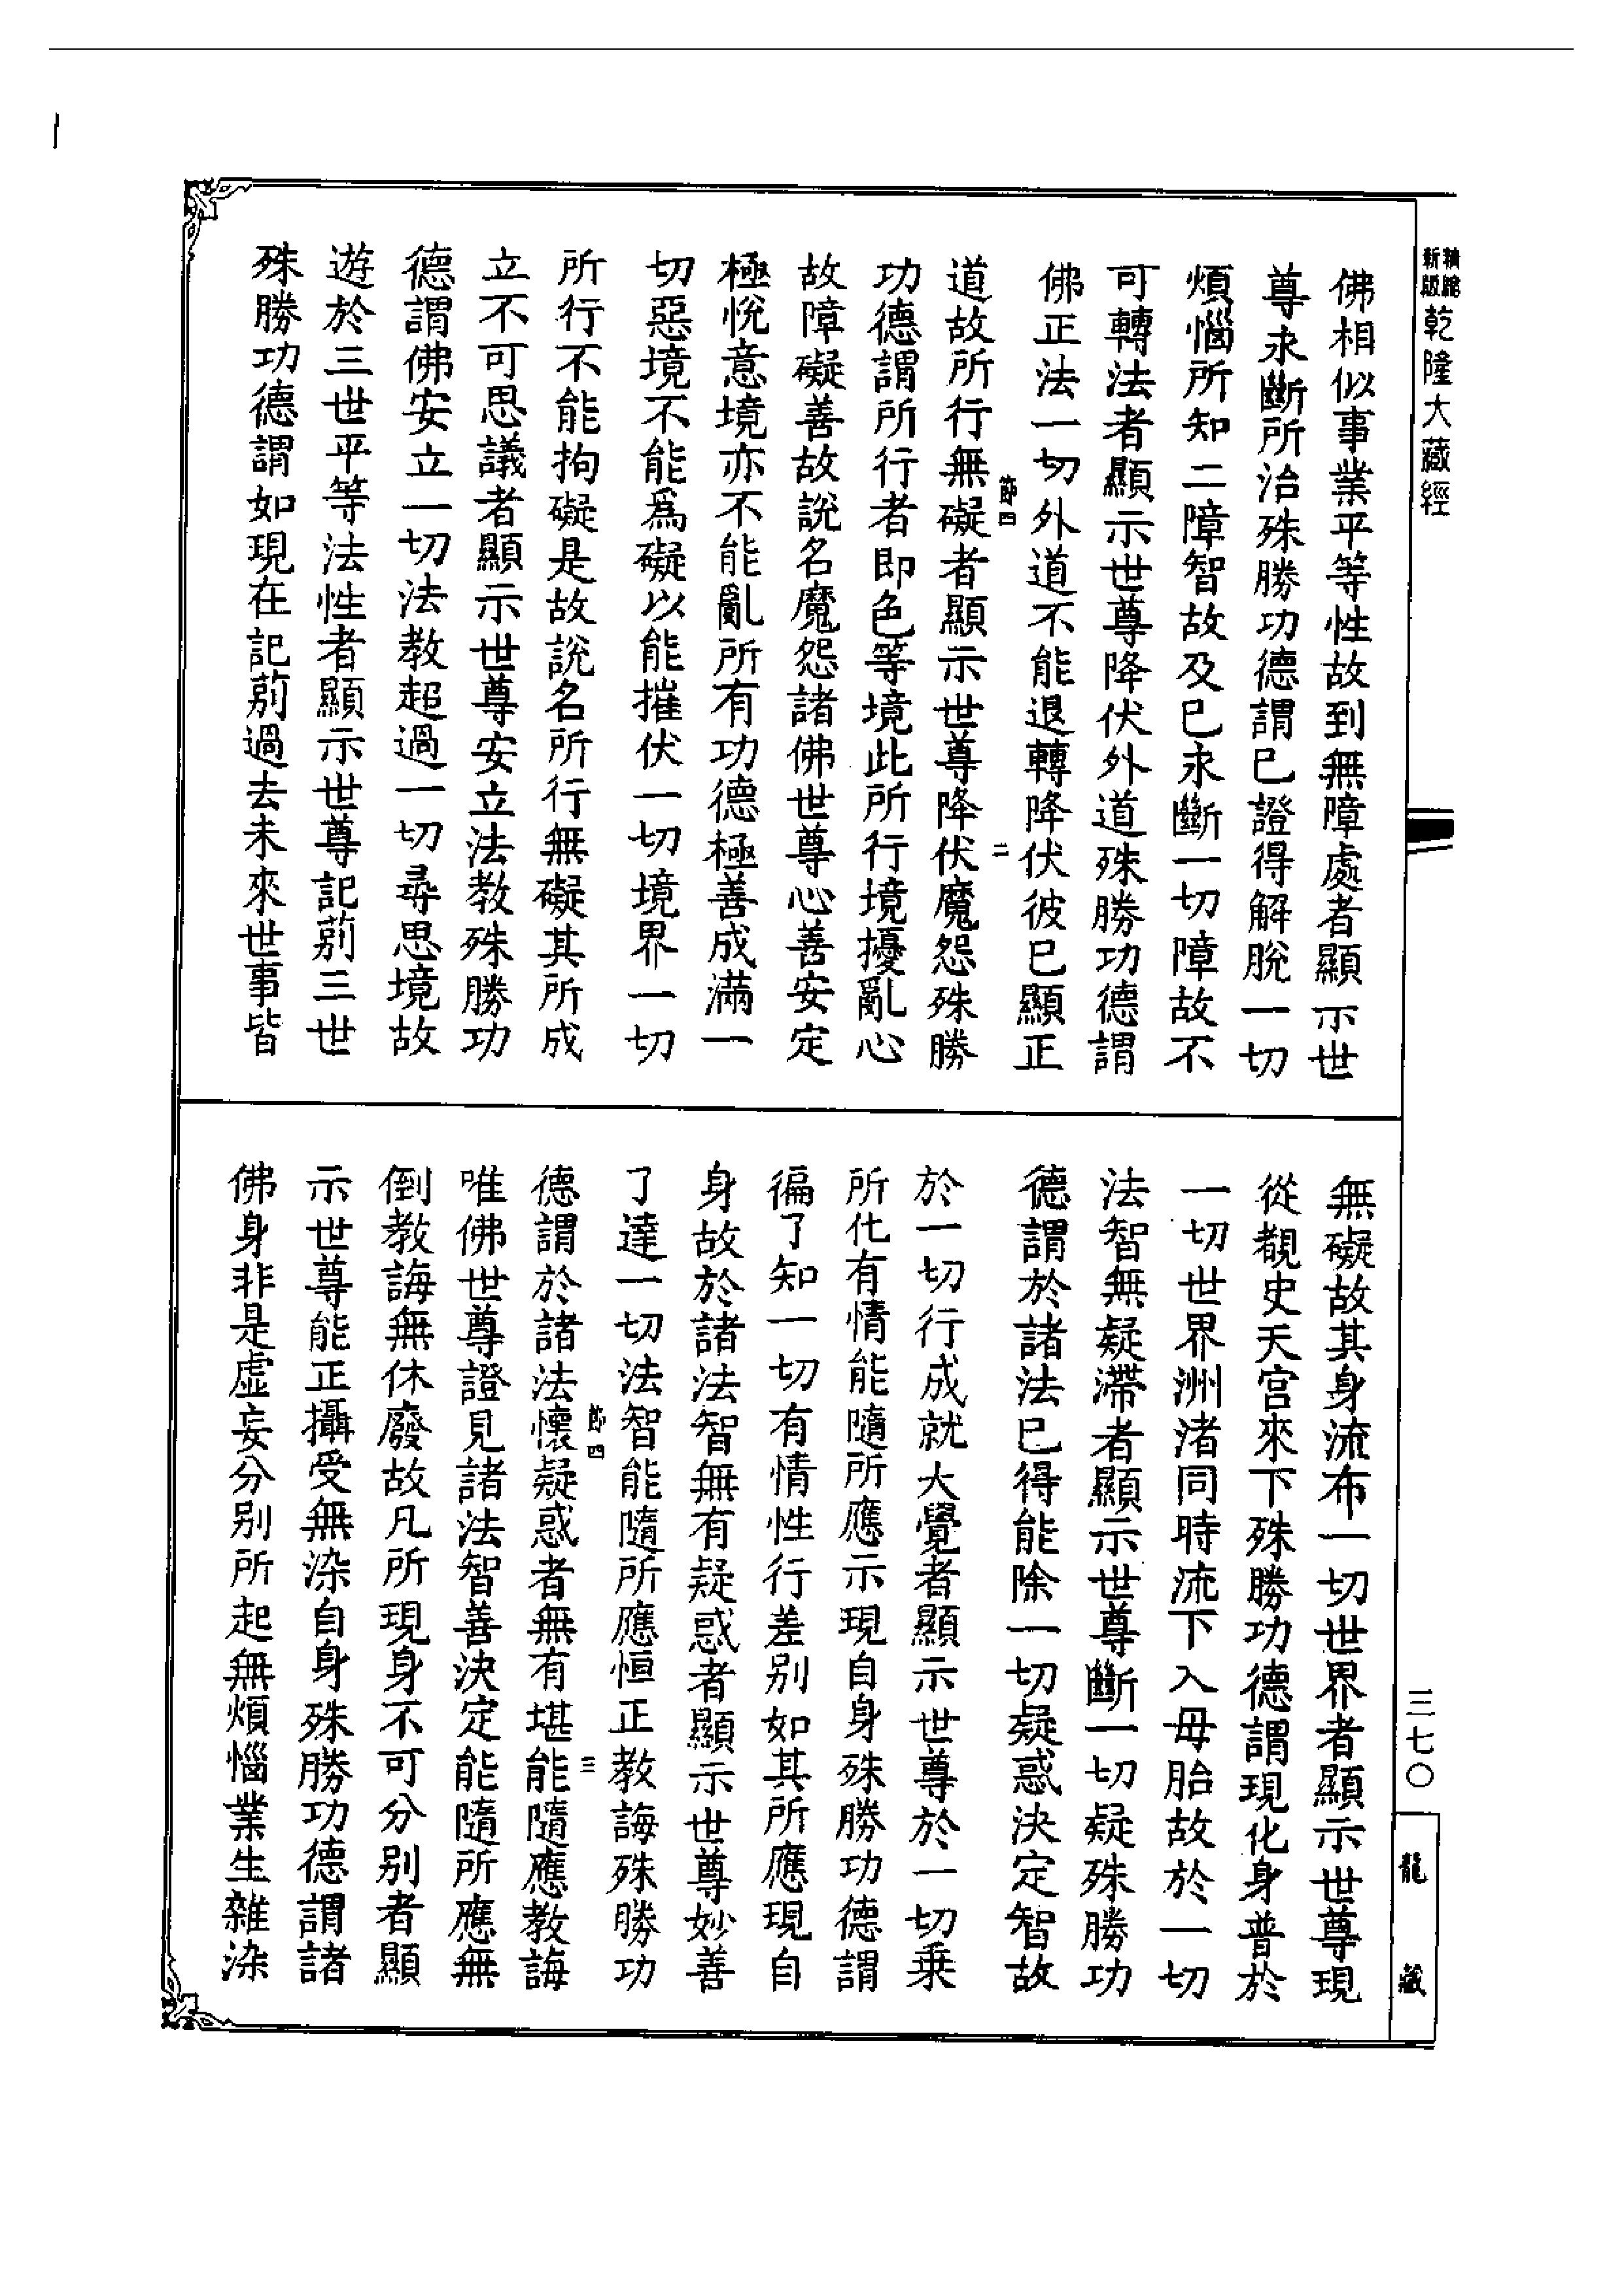 精縮新版乾隆大藏經
佛相似事業平等性故到無障處者顯示世
尊永斷所治殊勝功德謂已證得解脫一切
煩惱所知二障智故及已永斷一切障故不
可轉法者顯示世尊降伏外道殊勝功德謂
佛正法一切外道不能退轉降伏彼已顯正
道故所行無礙者顯示世尊降伏魔怨殊勝
節四
二
功德謂所行者即色等境此所行境擾亂心
故障礙善故說名魔怨諸佛世尊心善安定
極悅意境亦不能亂所有功德極善成滿一
切惡境不能爲礙以能摧伏一切境界一切
所行不能拘礙是故說名所行無礙其所成
立不可思議者顯示世尊安立法教殊勝功
德謂佛安立一切法教超過一切尋思境故
遊於三世平等法性者顯示世尊記莂三世
殊勝功德謂如現在記莂過去未來世事皆
無礙故其身流布一切世界者顯示世尊現
從覩史天宮來下殊勝功德謂現化身普於
一切世界洲渚同時流下入母胎故於一切
法智無疑滯者顯示世尊斷一切疑殊勝功
德謂於諸法已得能除一切疑惑決定智故
於一切行成就大覺者顯示世尊於一切乗
所化有情能隨所應示現自身殊勝功德謂
徧了知一切有情性行差别如其所應現自
身故於諸法智無有疑惑者顯示世尊妙善
了達一切法智能隨所應恒正教誨殊勝功
節四
三
德謂於諸法懷疑惑者無有堪能隨應教誨
唯佛世尊證見諸法智善決定能隨所應無
倒教誨無休廢故凡所現身不可分别者顯
示世尊能正攝受無染自身殊勝功德謂諸
佛身非是虛妄分别所起無煩惱業生雜染
三七〇
龍藏